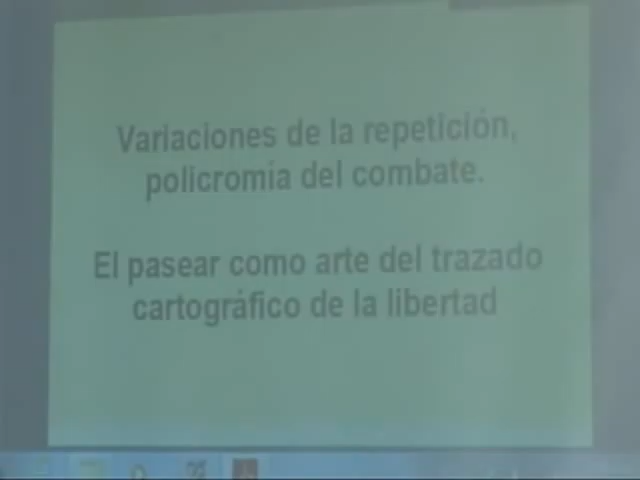 Variaciones de la repetición,
policromía del combate.
El pasear como arte del trazado
cartográfico de la libertad